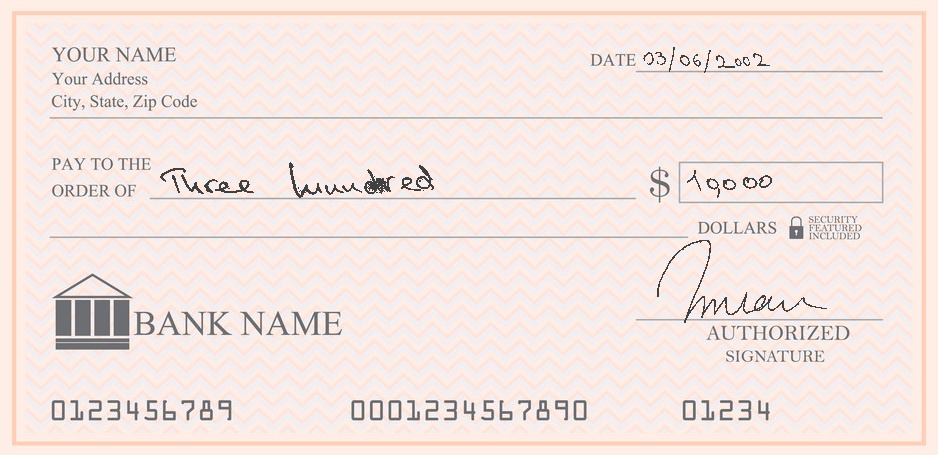 YOUR NAME
Your Address
City, State, Zip Code
DATE 03/06/2002
PAY TO THE
ORDER OF Three hundred
$ 19000
DOLLARS
SECURITY
FEATURED
INCLUDED
BANK NAME
AUTHORIZED
SIGNATURE
0123456789 0001234567890 01234